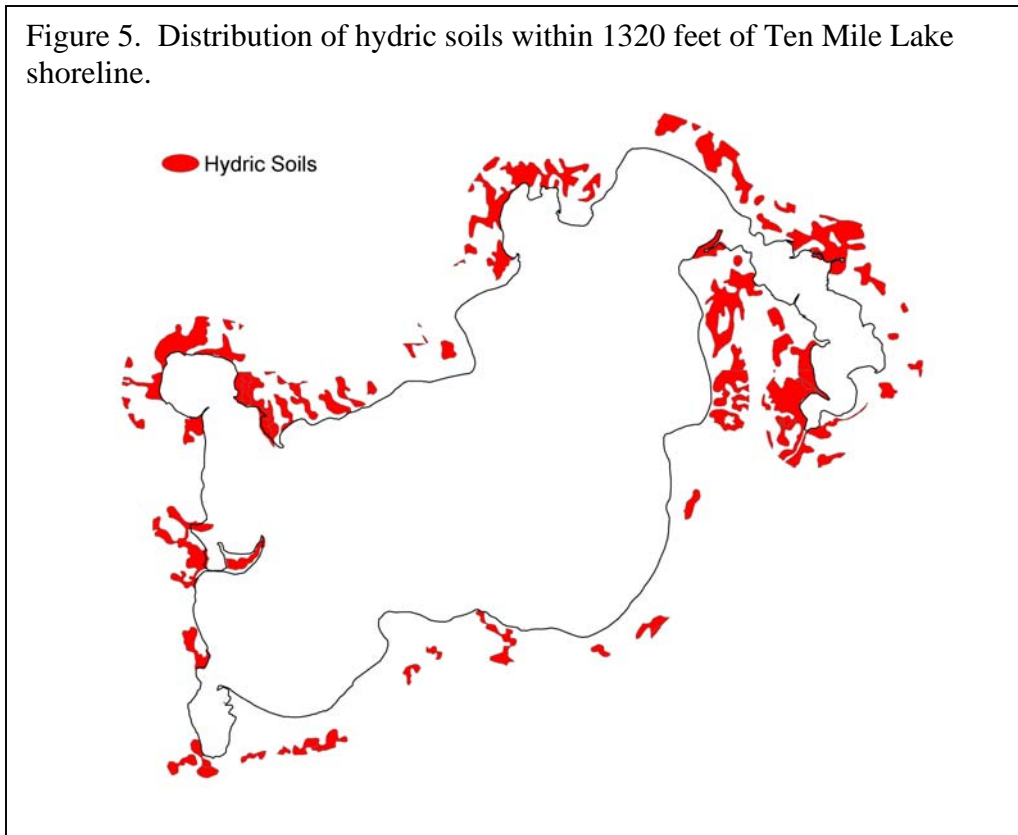 Figure 5.  Distribution of hydric soils within 1320 feet of Ten Mile Lake
shoreline.
Hydric Soils